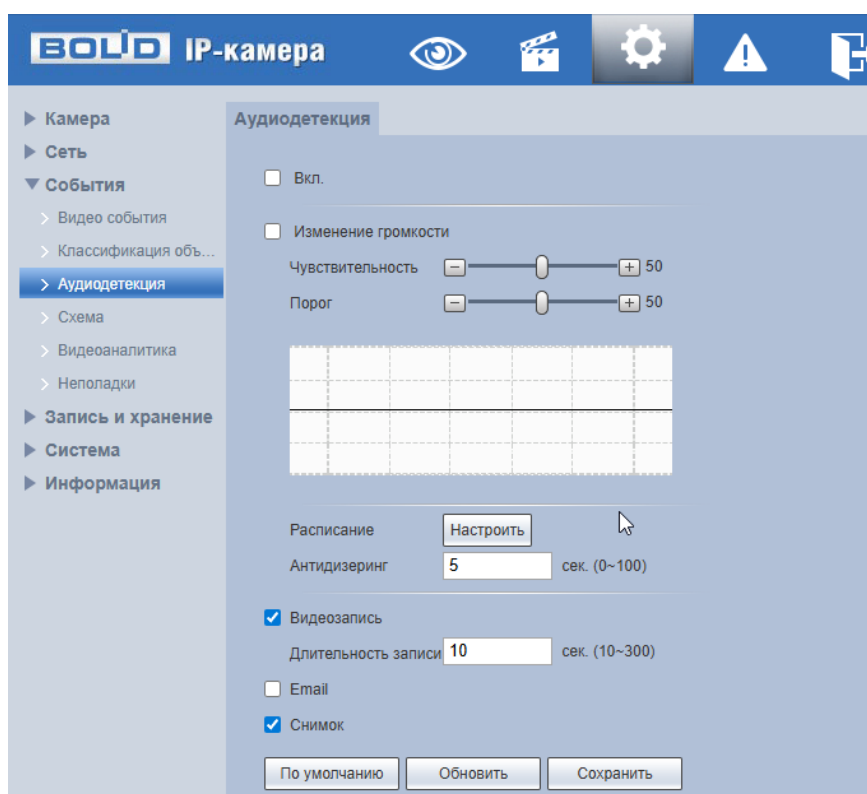 BOLID IP-камера
Камера
Сеть
События
Видео события
Классификация объ...
Аудиодетекция
Схема
Видеоаналитика
Неполадки
Запись и хранение
Система
Информация
Аудиодетекция
Вкл.
Изменение громкости
Чувствительность 50
Порог 50
Расписание Настроить
Антидизеринг 5 сек. (0~100)
Видеозапись
Длительность записи 10 сек. (10~300)
Email
Снимок
По умолчанию Обновить Сохранить